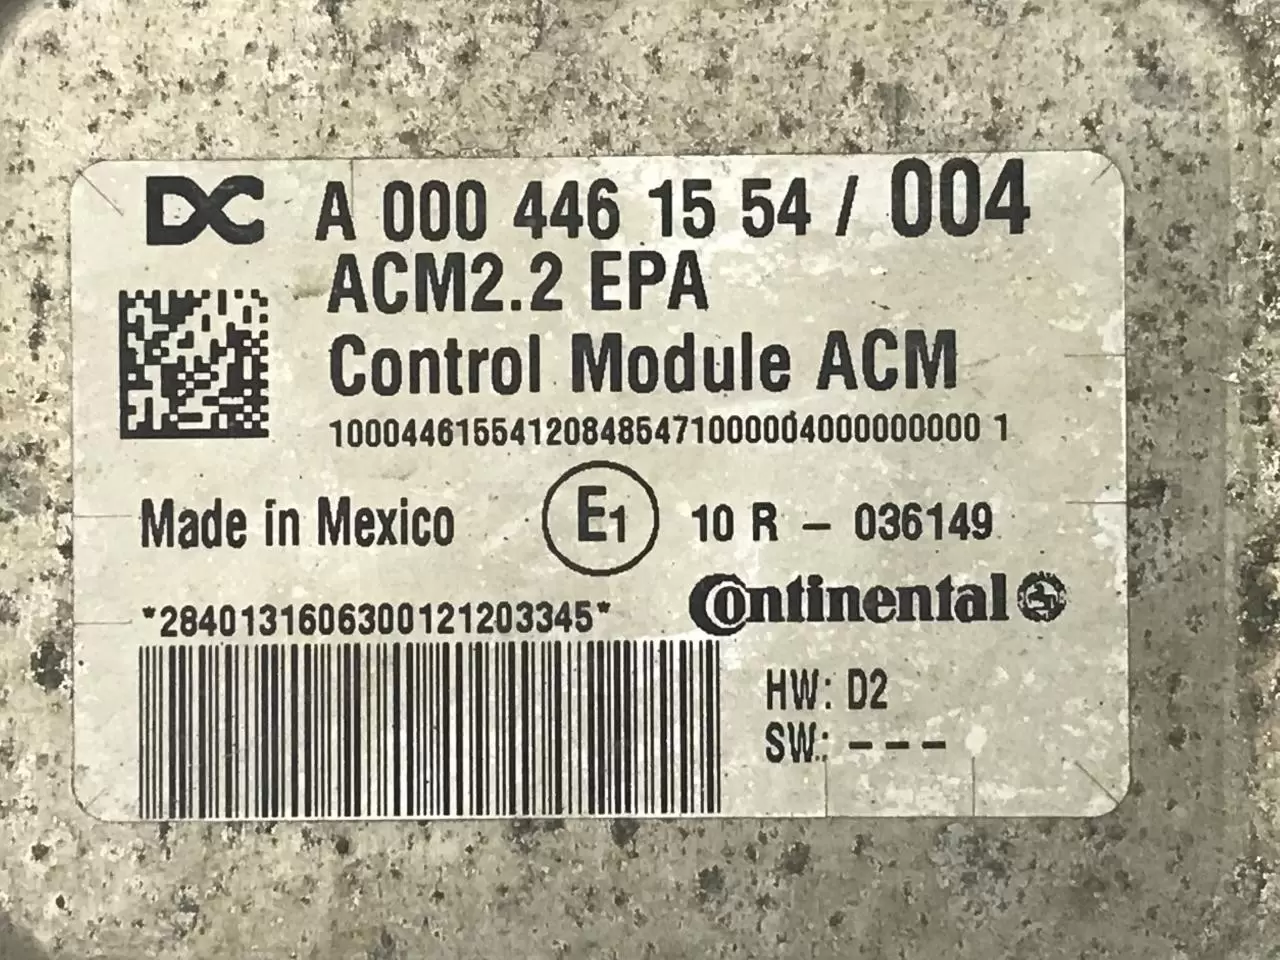 DC A 000 446 15 54 / 004
ACM2.2 EPA
Control Module ACM
10004461554120848547100000400000000 1
Made in Mexico E1 10 R – 036149
*2840131606300121203345*
Continental
HW: D2
SW.: – – –